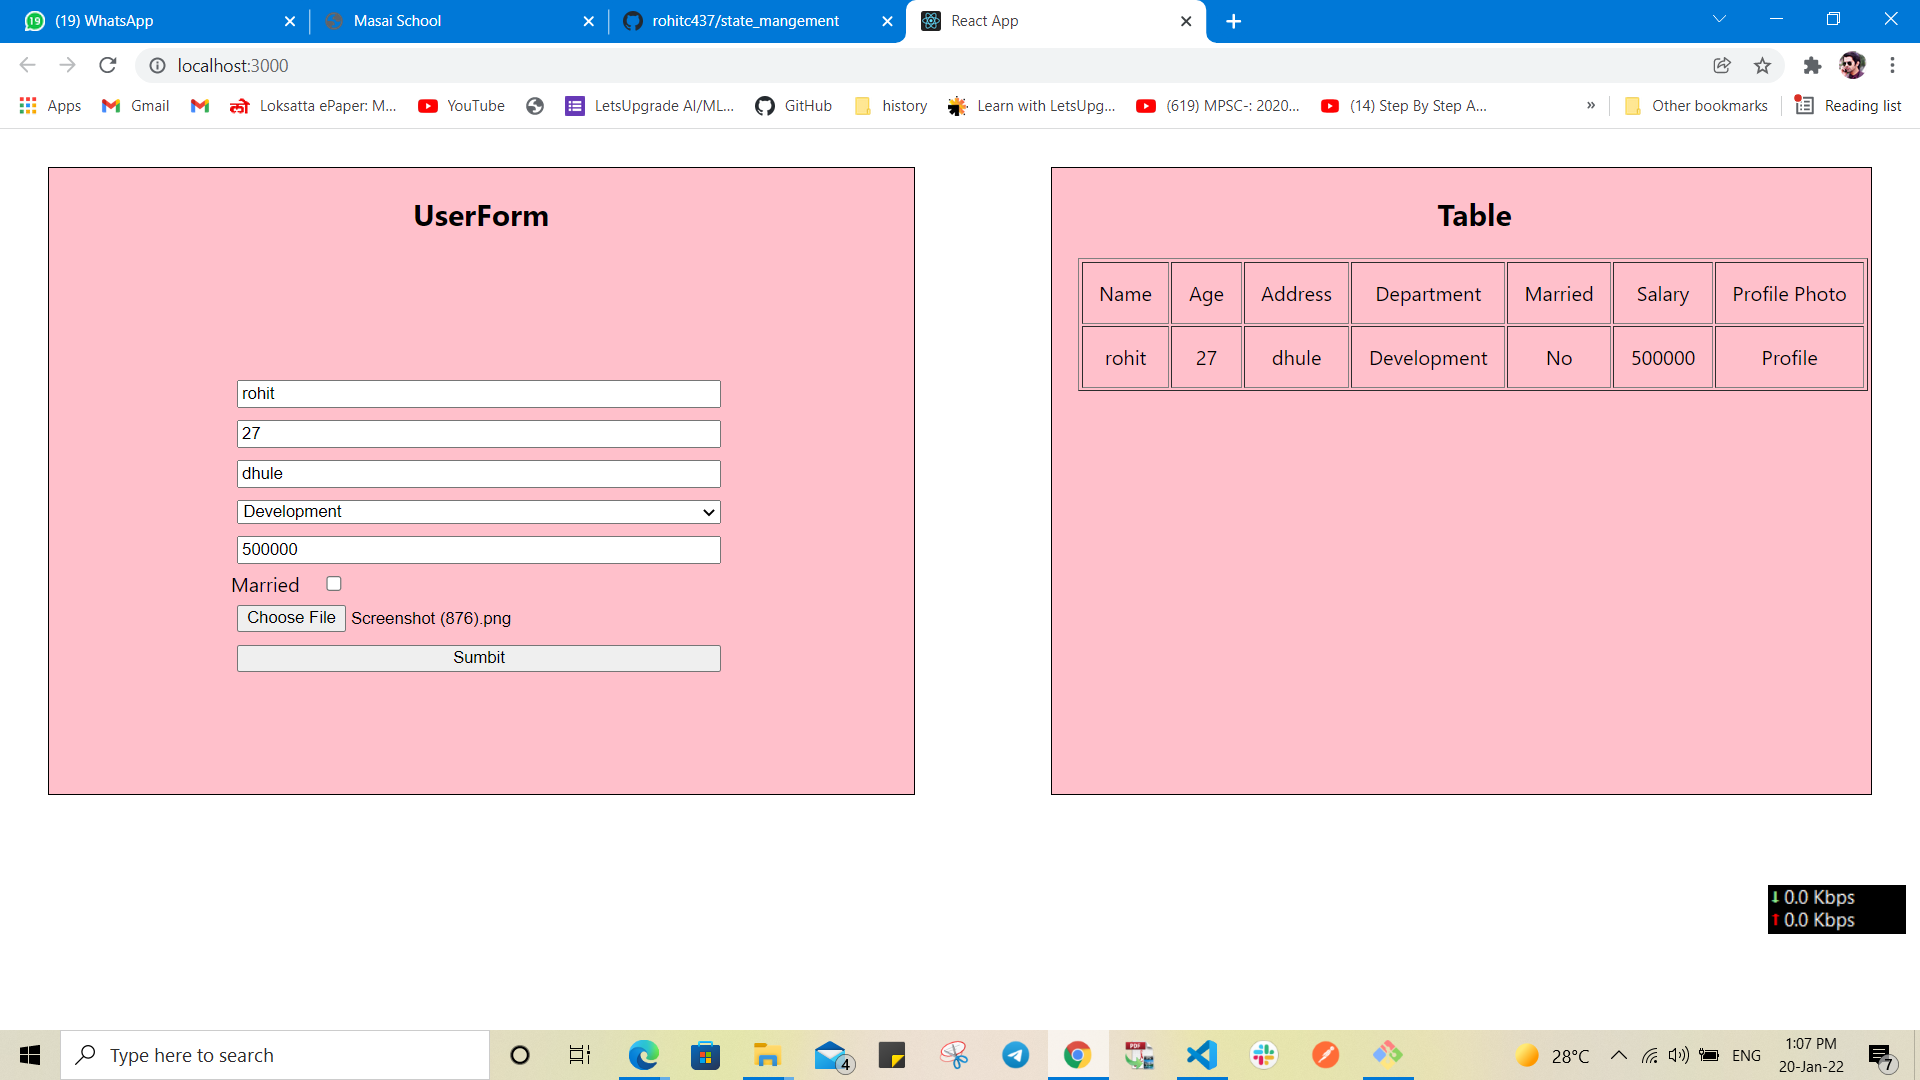 (19) WhatsApp
Masai School
rohitc437/state_mangement
React App
localhost:3000
Apps
Gmail
Loksatta ePaper: M...
YouTube
LetsUpgrade AI/ML...
GitHub
history
Learn with LetsUpg...
(619) MPSC-: 2020...
(14) Step By Step A...
»
Other bookmarks
Reading list
UserForm
rohit
27
dhule
Development
500000
Married
Choose File Screenshot (876).png
Sumbit
Table
Name Age Address Department Married Salary Profile Photo
rohit 27 dhule Development No 500000 Profile
0.0 Kbps
0.0 Kbps
Type here to search
4
28°C
ENG
1:07 PM
20-Jan-22
7